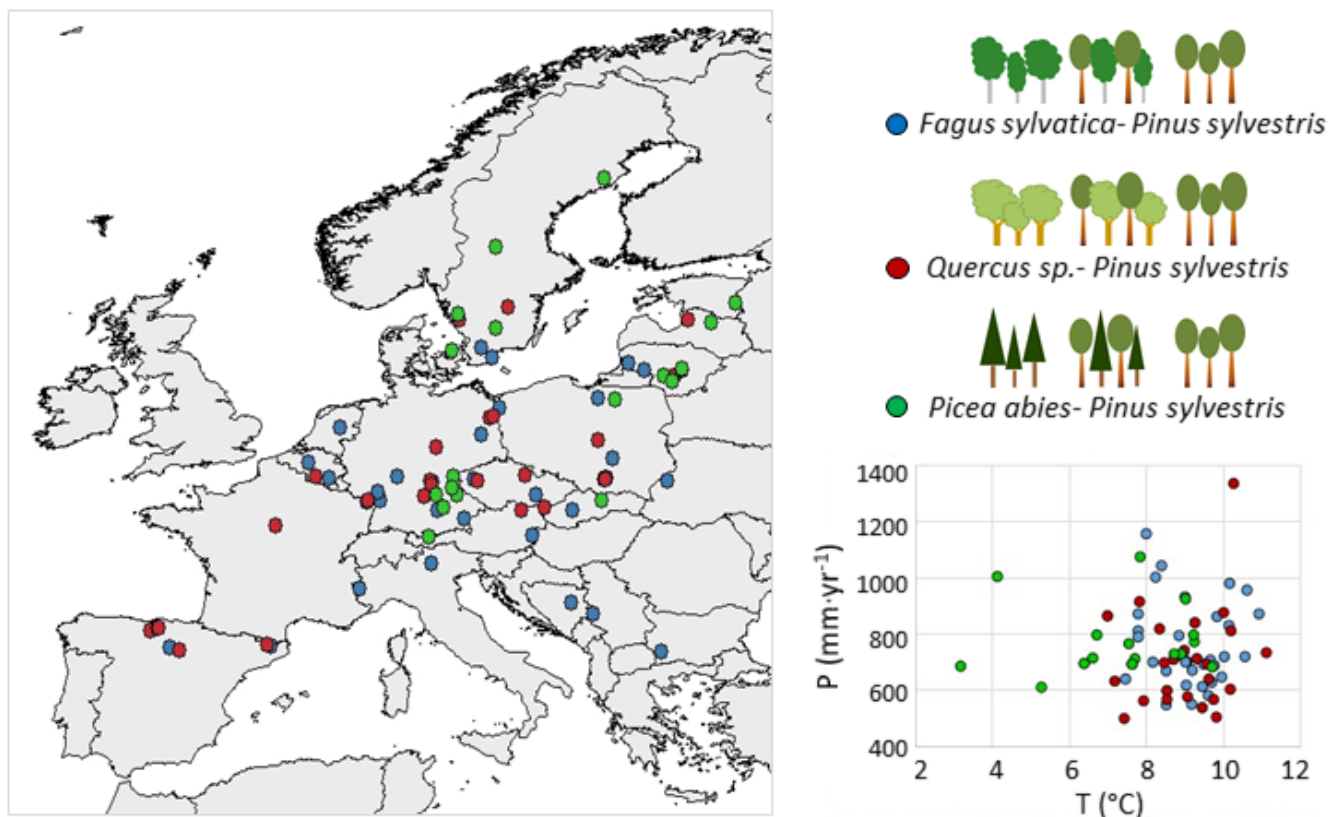 Fagus sylvatica- Pinus sylvestris
Quercus sp.- Pinus sylvestris
Picea abies- Pinus sylvestris
1400
1200
1000
800
600
400
P (mm·yr⁻¹)
2 4 6 8 10 12
T (°C)